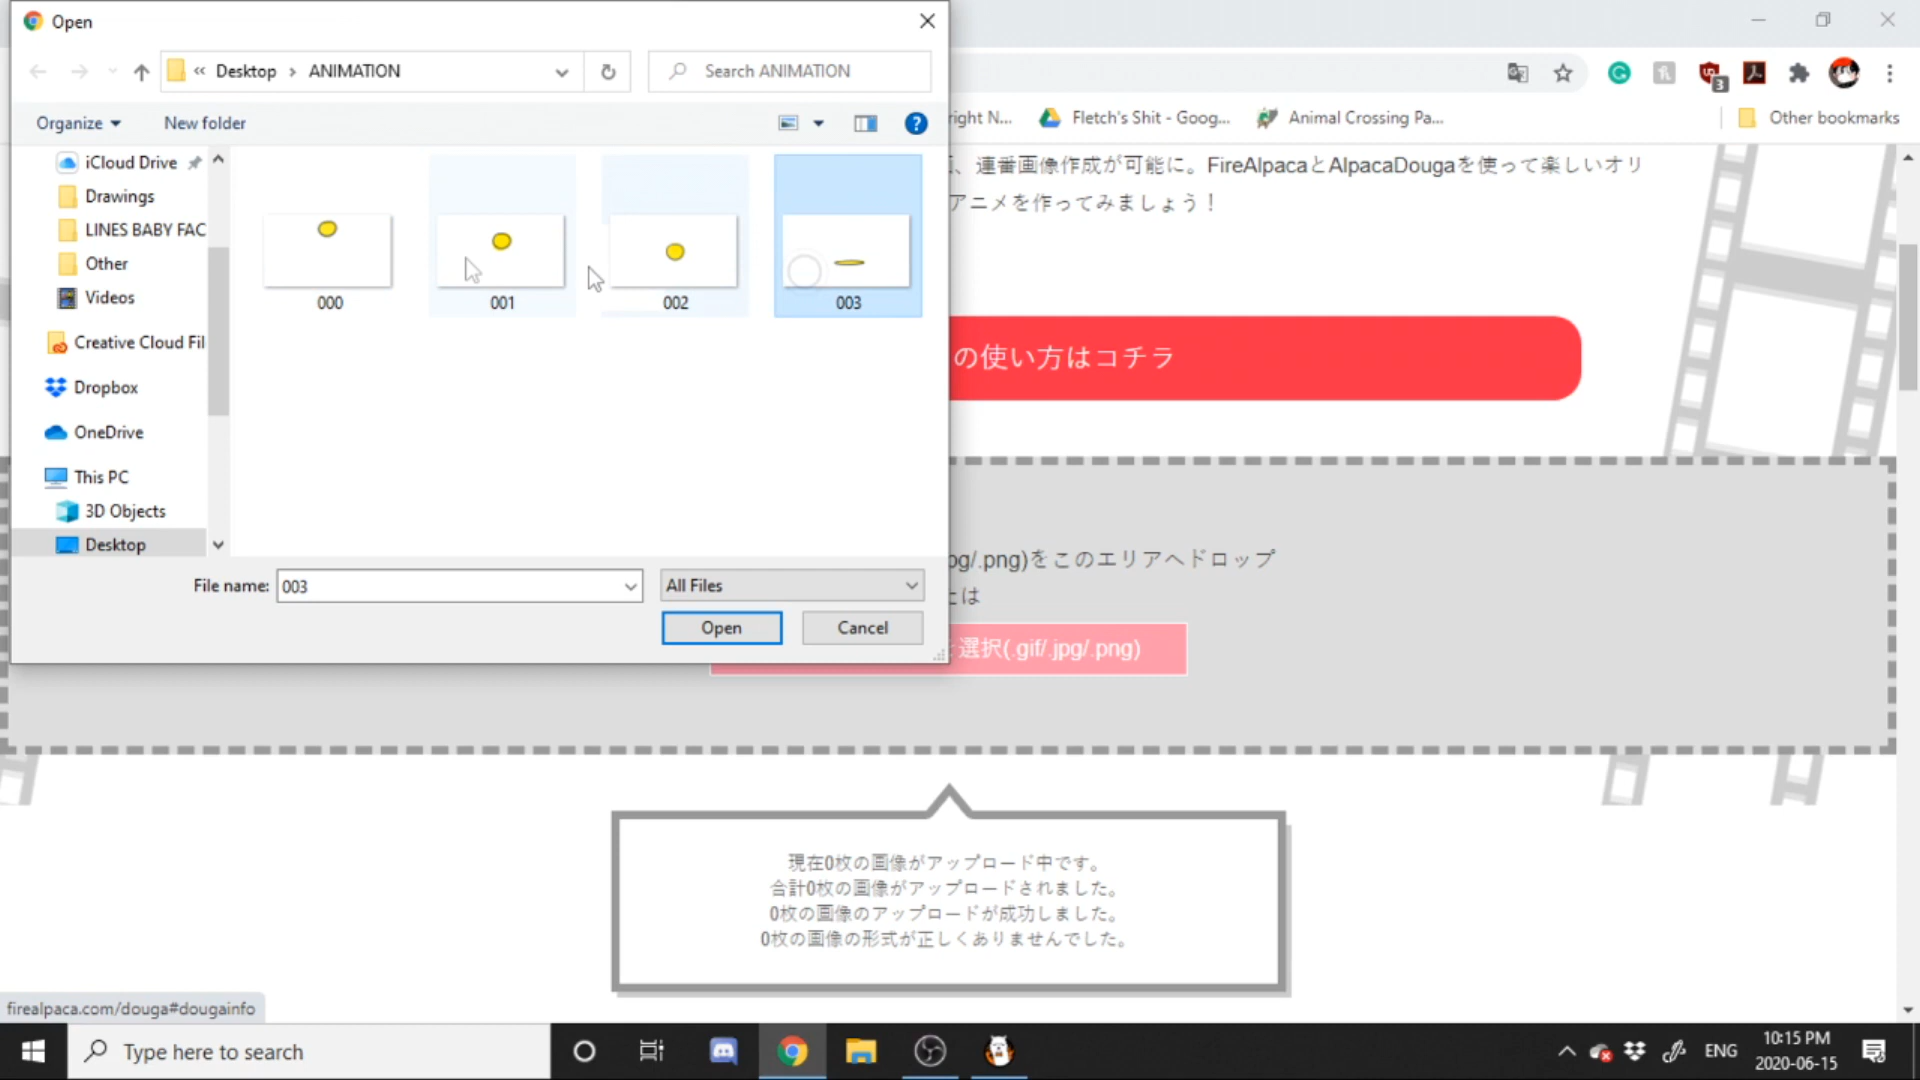 Open
« Desktop › ANIMATION
Search ANIMATION
Organize
New folder
iCloud Drive
Drawings
LINES BABY FAC
Other
Videos
Creative Cloud Fil
Dropbox
OneDrive
This PC
3D Objects
Desktop
000
001
002
003
File name:
003
All Files
Open
Cancel
3
right N...
Fletch's Shit - Goog...
Animal Crossing Pa...
Other bookmarks
、連番画像作成が可能に。FireAlpacaとAlpacaDougaを使って楽しいオリ
アニメを作ってみましょう！
の使い方はコチラ
pg/.png)をこのエリアへドロップ
とは
選択(.gif/.jpg/.png)
現在0枚の画像がアップロード中です。
合計0枚の画像がアップロードされました。
0枚の画像のアップロードが成功しました。
0枚の画像の形式が正しくありませんでした。
firealpaca.com/douga#dougainfo
Type here to search
ENG
10:15 PM
2020-06-15